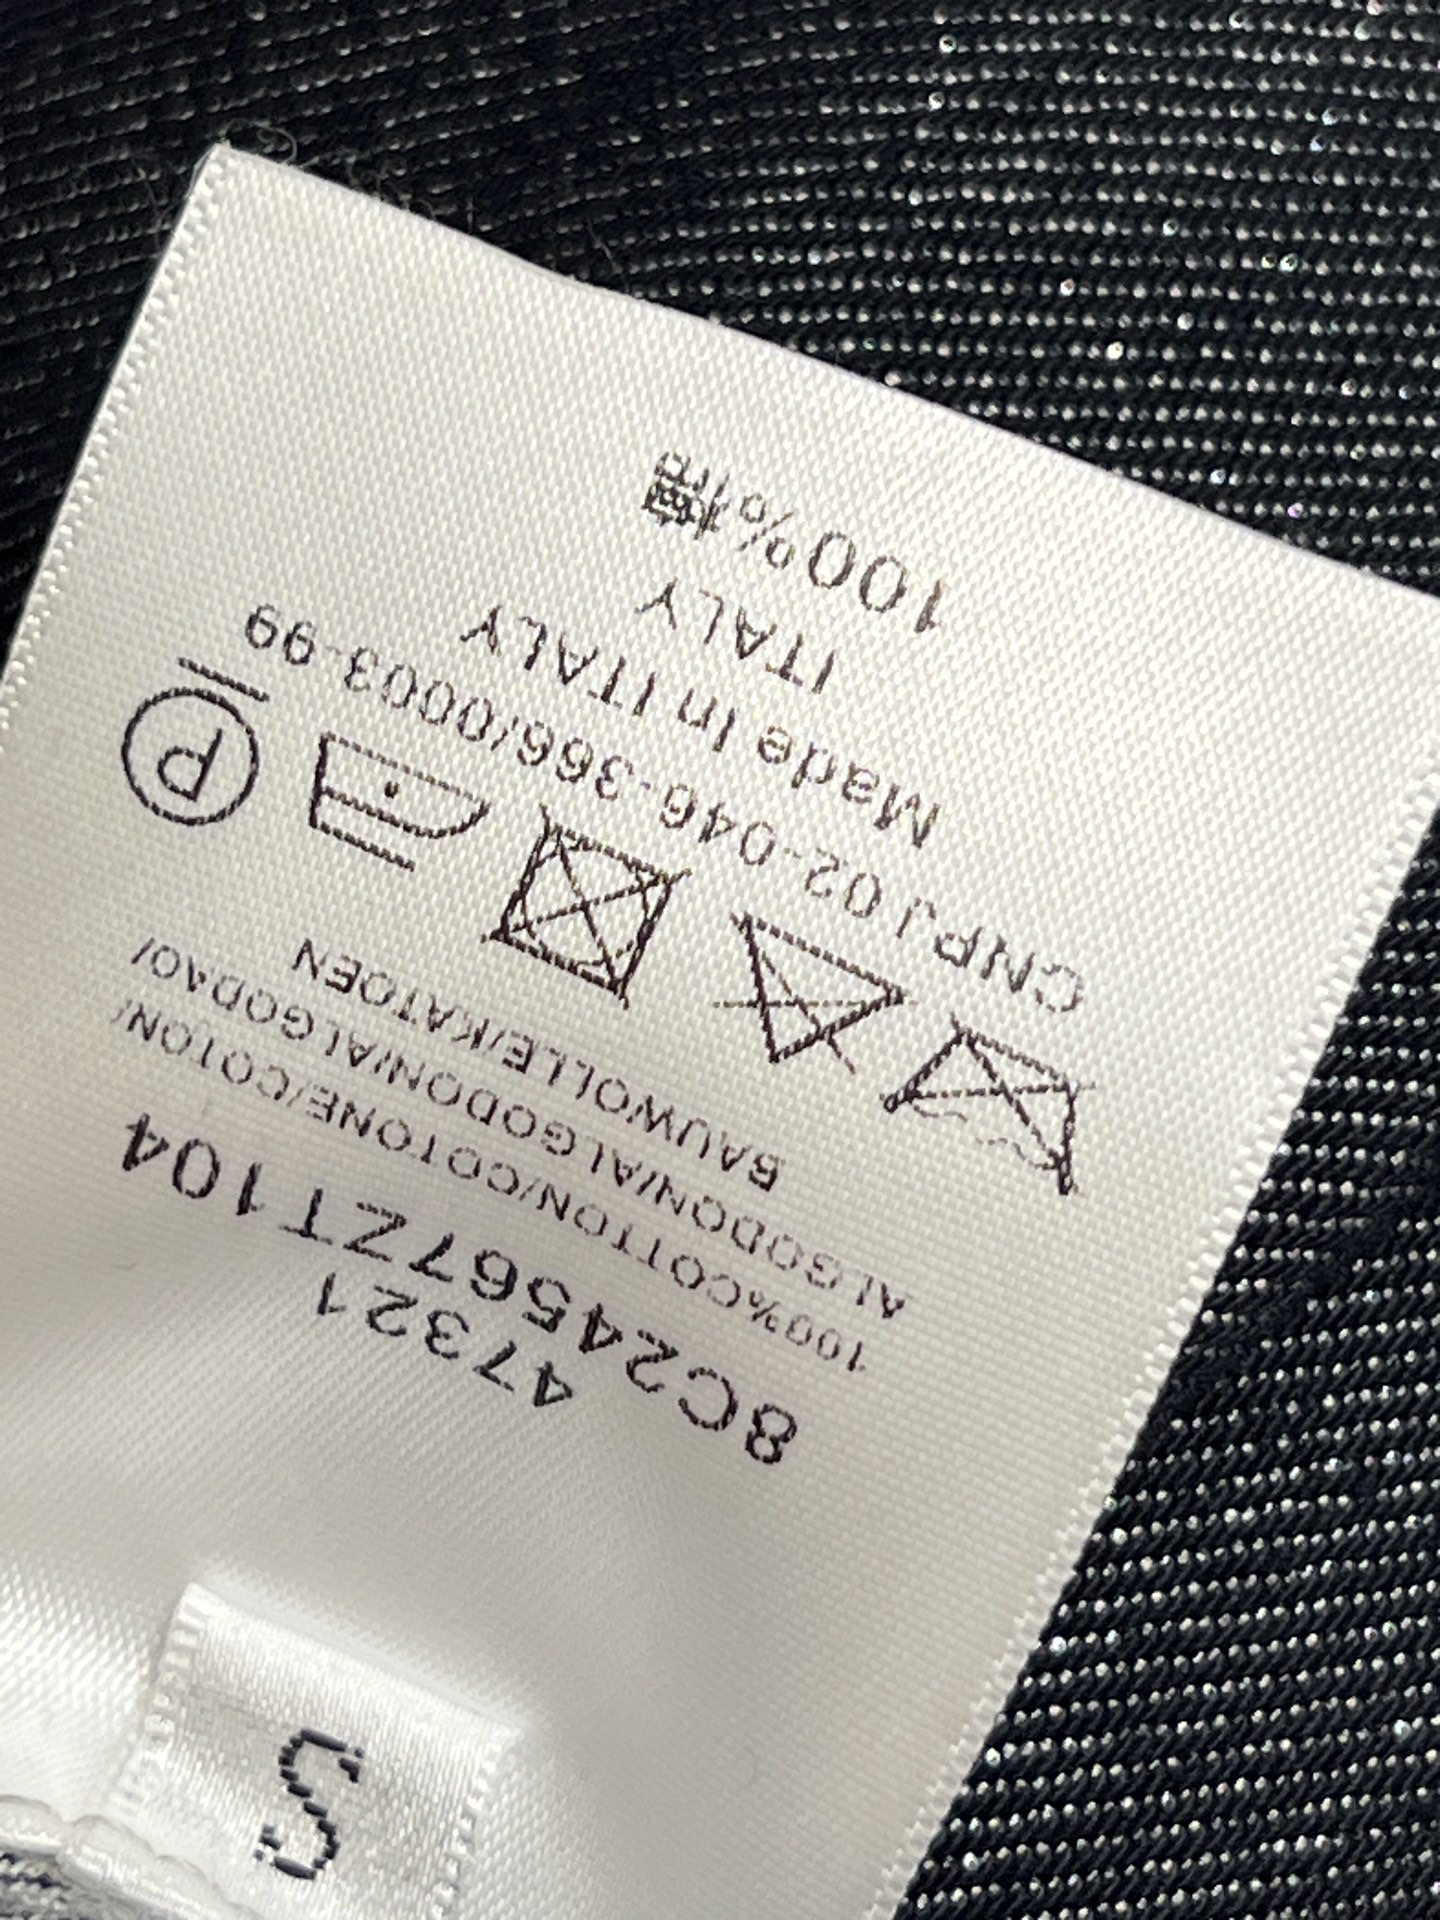 S
47321
8C24567ZT104
100%COTTON/COTONE/COTON/
ALGODON/ALGODON/ALGODAO/
BAUWOLLE/KATOEN
P
CNPJ 02-046-366/0003-99
Made In ITALY
ITALY
100%棉